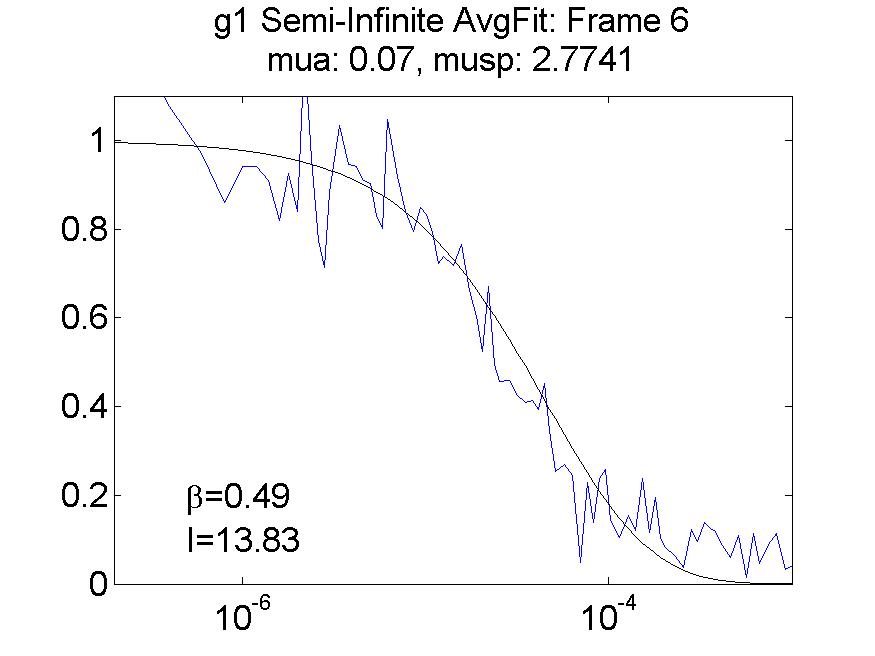 g1 Semi-Infinite AvgFit: Frame 6
mua: 0.07, musp: 2.7741
1
0.8
0.6
0.4
0.2
0
β=0.49
I=13.83
10^-6
10^-4